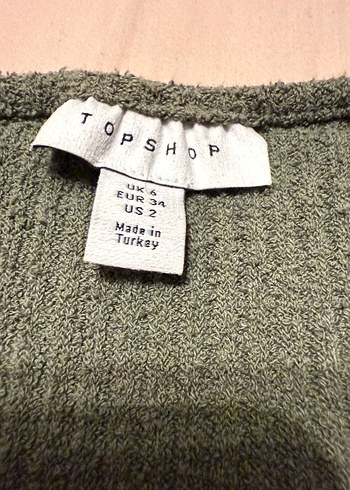 TOPSHOP
UK 6
EUR 34
US 2
Made in
Turkey